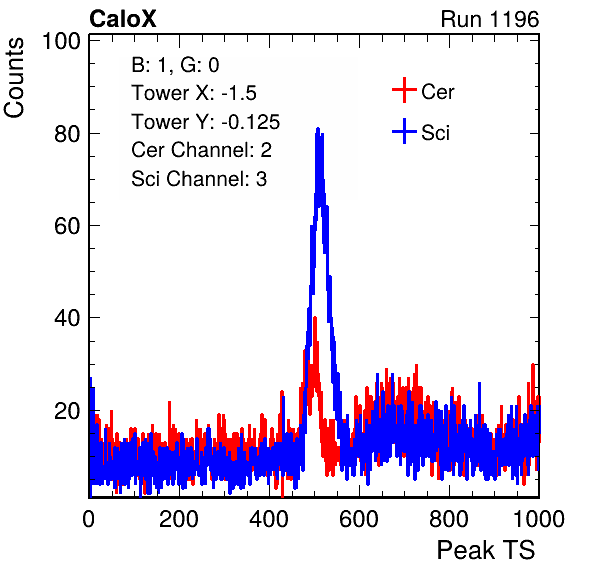 CaloX Run 1196
Counts
100
80
60
40
20
B: 1, G: 0
Tower X: -1.5
Tower Y: -0.125
Cer Channel: 2
Sci Channel: 3
Cer
Sci
0 200 400 600 800 1000
Peak TS